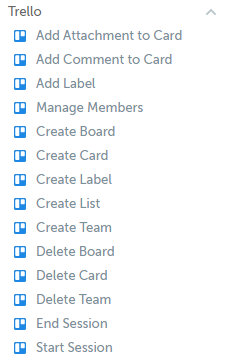 Trello
Add Attachment to Card
Add Comment to Card
Add Label
Manage Members
Create Board
Create Card
Create Label
Create List
Create Team
Delete Board
Delete Card
Delete Team
End Session
Start Session